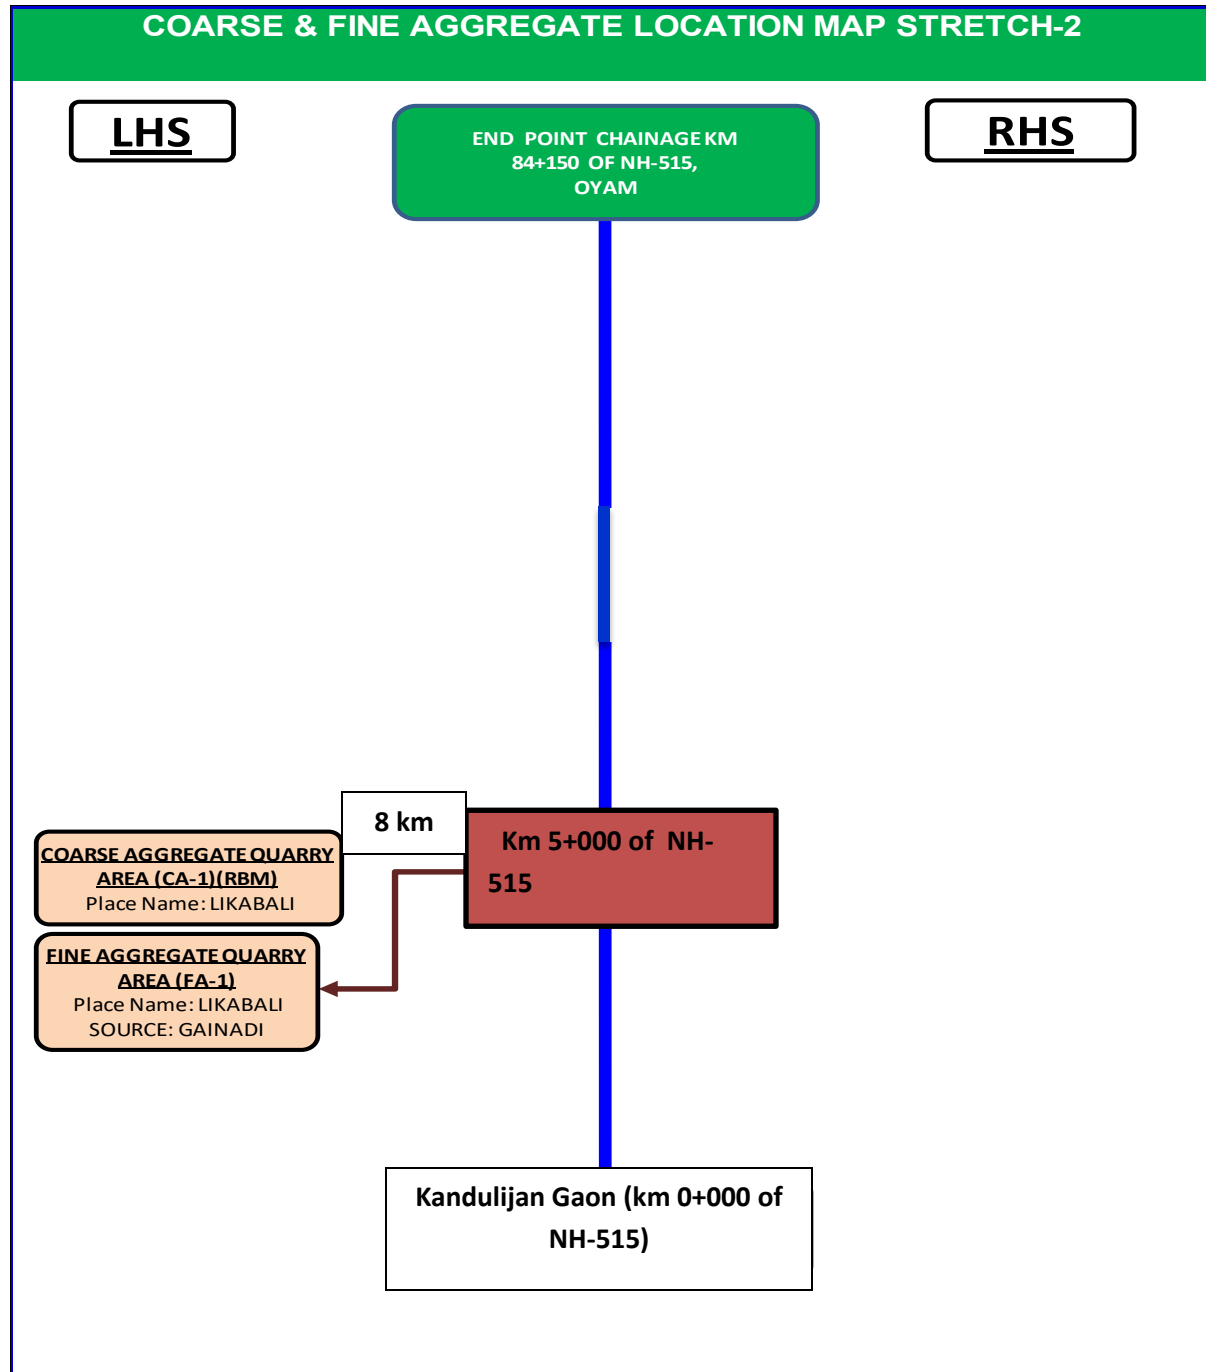 COARSE & FINE AGGREGATE LOCATION MAP STRETCH-2
LHS
END POINT CHAINAGE KM
84+150 OF NH-515,
OYAM
RHS
8 km
Km 5+000 of NH-
515
COARSE AGGREGATE QUARRY
AREA (CA-1)(RBM)
Place Name: LIKABALI
FINE AGGREGATE QUARRY
AREA (FA-1)
Place Name: LIKABALI
SOURCE: GAINADI
Kandulijan Gaon (km 0+000 of
NH-515)